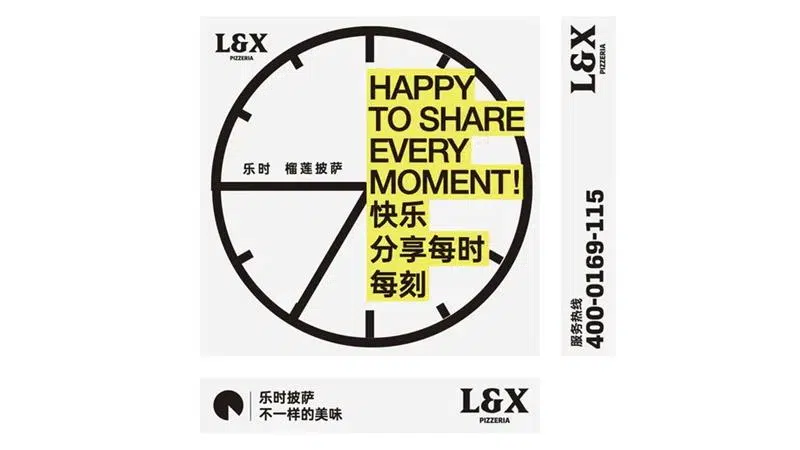 L&X
PIZZERIA
乐时 榴莲披萨
HAPPY
TO SHARE
EVERY
MOMENT!
快乐
分享每时
每刻
L&X
PIZZERIA
服务热线
400-0169-115
乐时披萨
不一样的美味
L&X
PIZZERIA